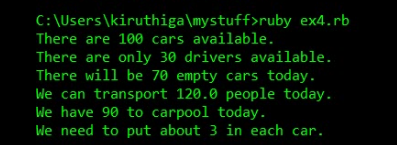 C:\Users\kiruthiga\mystuff>ruby ex4.rb
There are 100 cars available.
There are only 30 drivers available.
There will be 70 empty cars today.
We can transport 120.0 people today.
We have 90 to carpool today.
We need to put about 3 in each car.